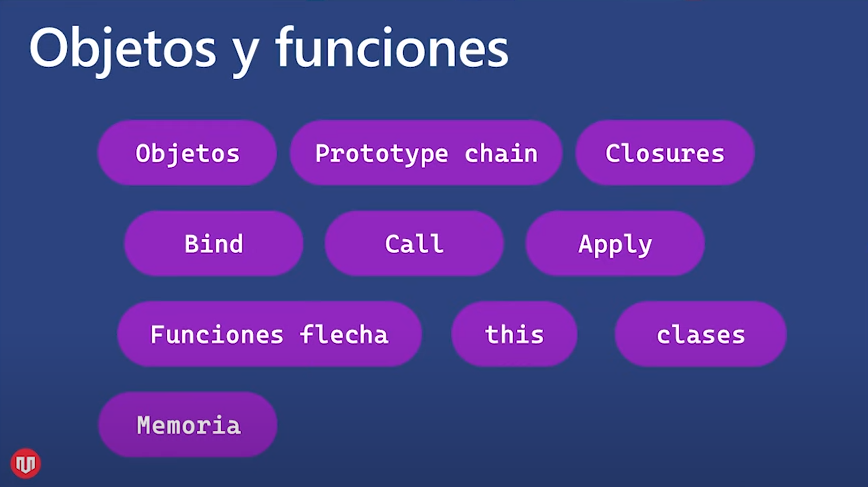 Objetos y funciones
Objetos
Prototype chain
Closures
Bind
Call
Apply
Funciones flecha
this
clases
Memoria